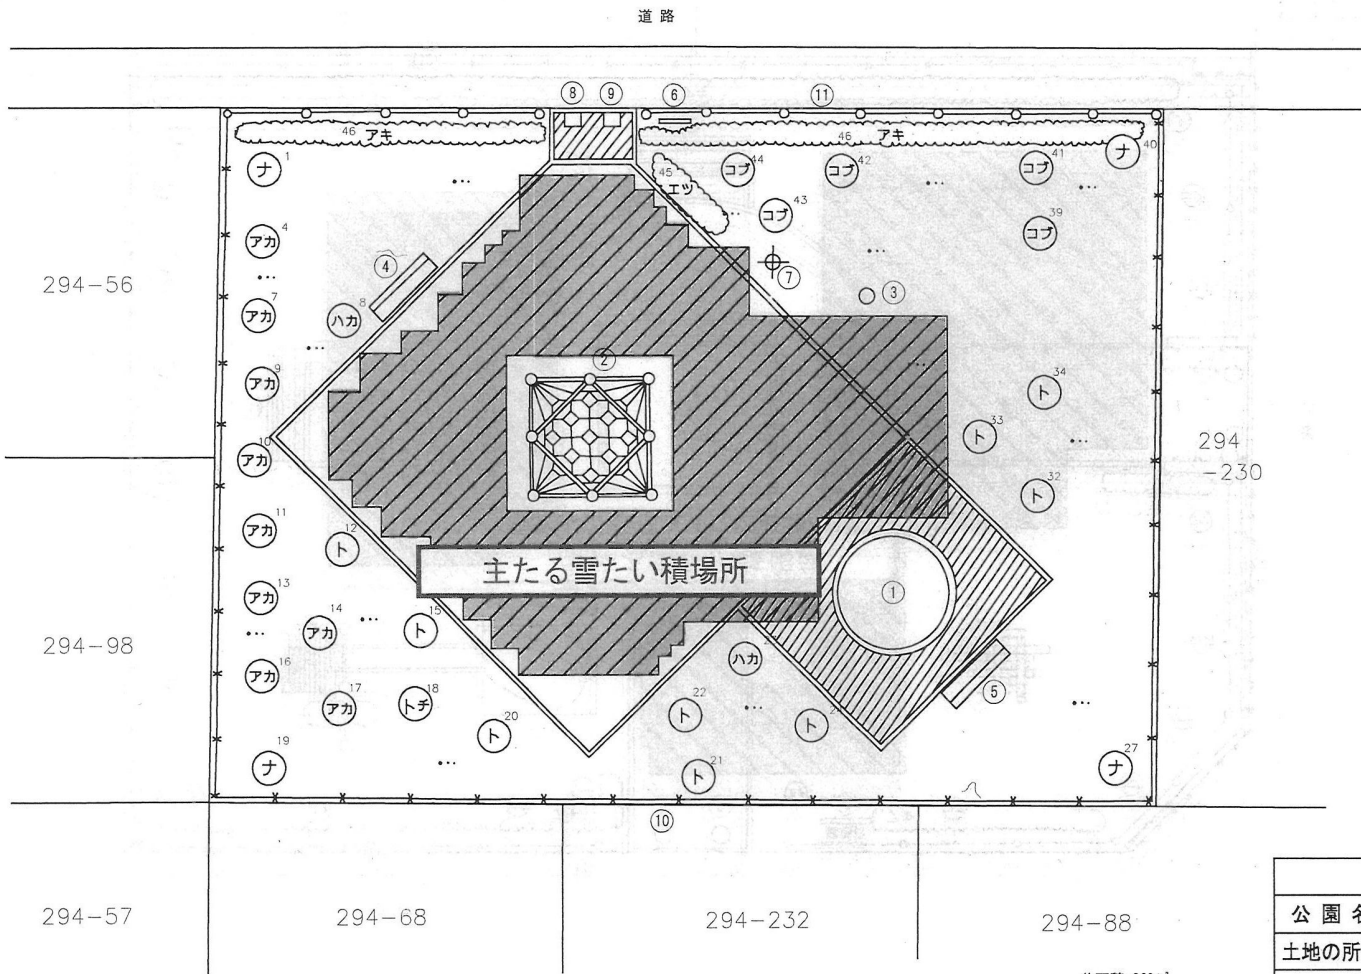 道路
⑧ ⑨ ⑥ ⑪
46 アキ
46 アキ
ナ 1
コブ 44
コブ 42
コブ 41
ナ 40
45 エツ
コブ 43
コブ 39
アカ 4
④
⑦
③
294-56
アカ 7
ハカ 8
②
アカ 9
ト 34
ト 33
294
-230
アカ 10
ト 32
アカ 11
ト 12
主たる雪たい積場所
①
アカ 13
アカ 14
ト 15
294-98
ハカ
アカ 16
⑤
アカ 17
トチ 18
ト 22
ト
ト 20
ナ 19
ト 21
ナ 27
⑩
294-57
294-68
294-232
294-88
公園名
土地の所